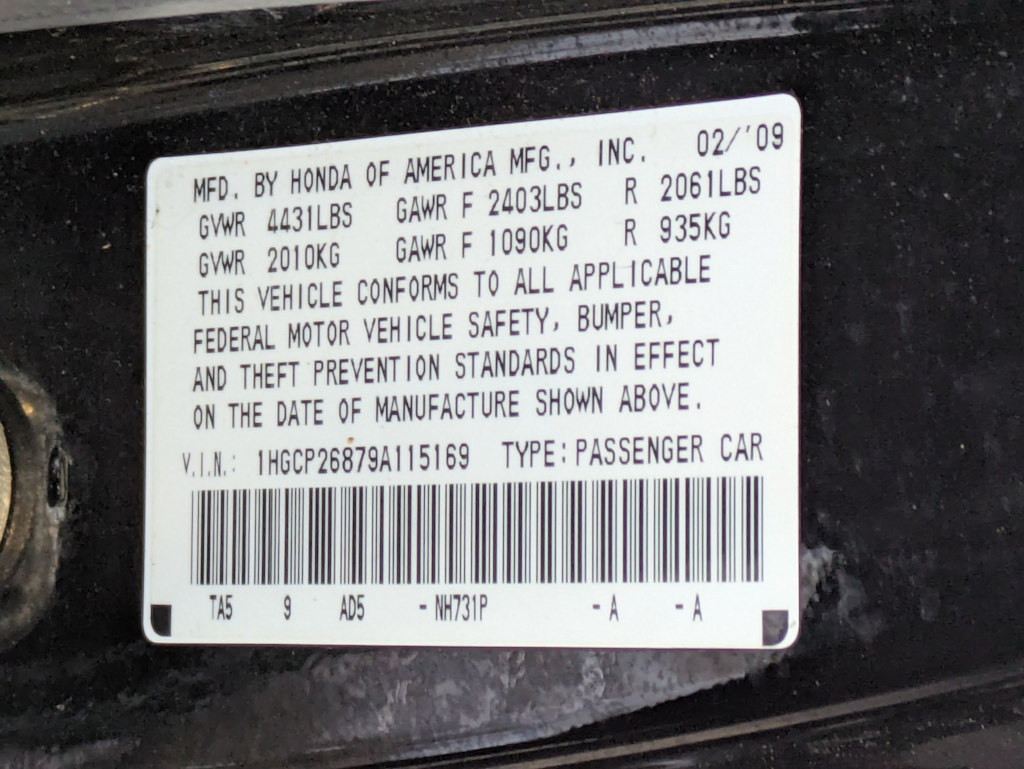 MFD. BY HONDA OF AMERICA MFG., INC. 02/'09
GVWR 4431LBS GAWR F 2403LBS R 2061LBS
GVWR 2010KG GAWR F 1090KG R 935KG
THIS VEHICLE CONFORMS TO ALL APPLICABLE
FEDERAL MOTOR VEHICLE SAFETY, BUMPER,
AND THEFT PREVENTION STANDARDS IN EFFECT
ON THE DATE OF MANUFACTURE SHOWN ABOVE.
V.I.N.: 1HGCP26879A115169 TYPE: PASSENGER CAR
TA5 9 AD5 - NH731P - A - A